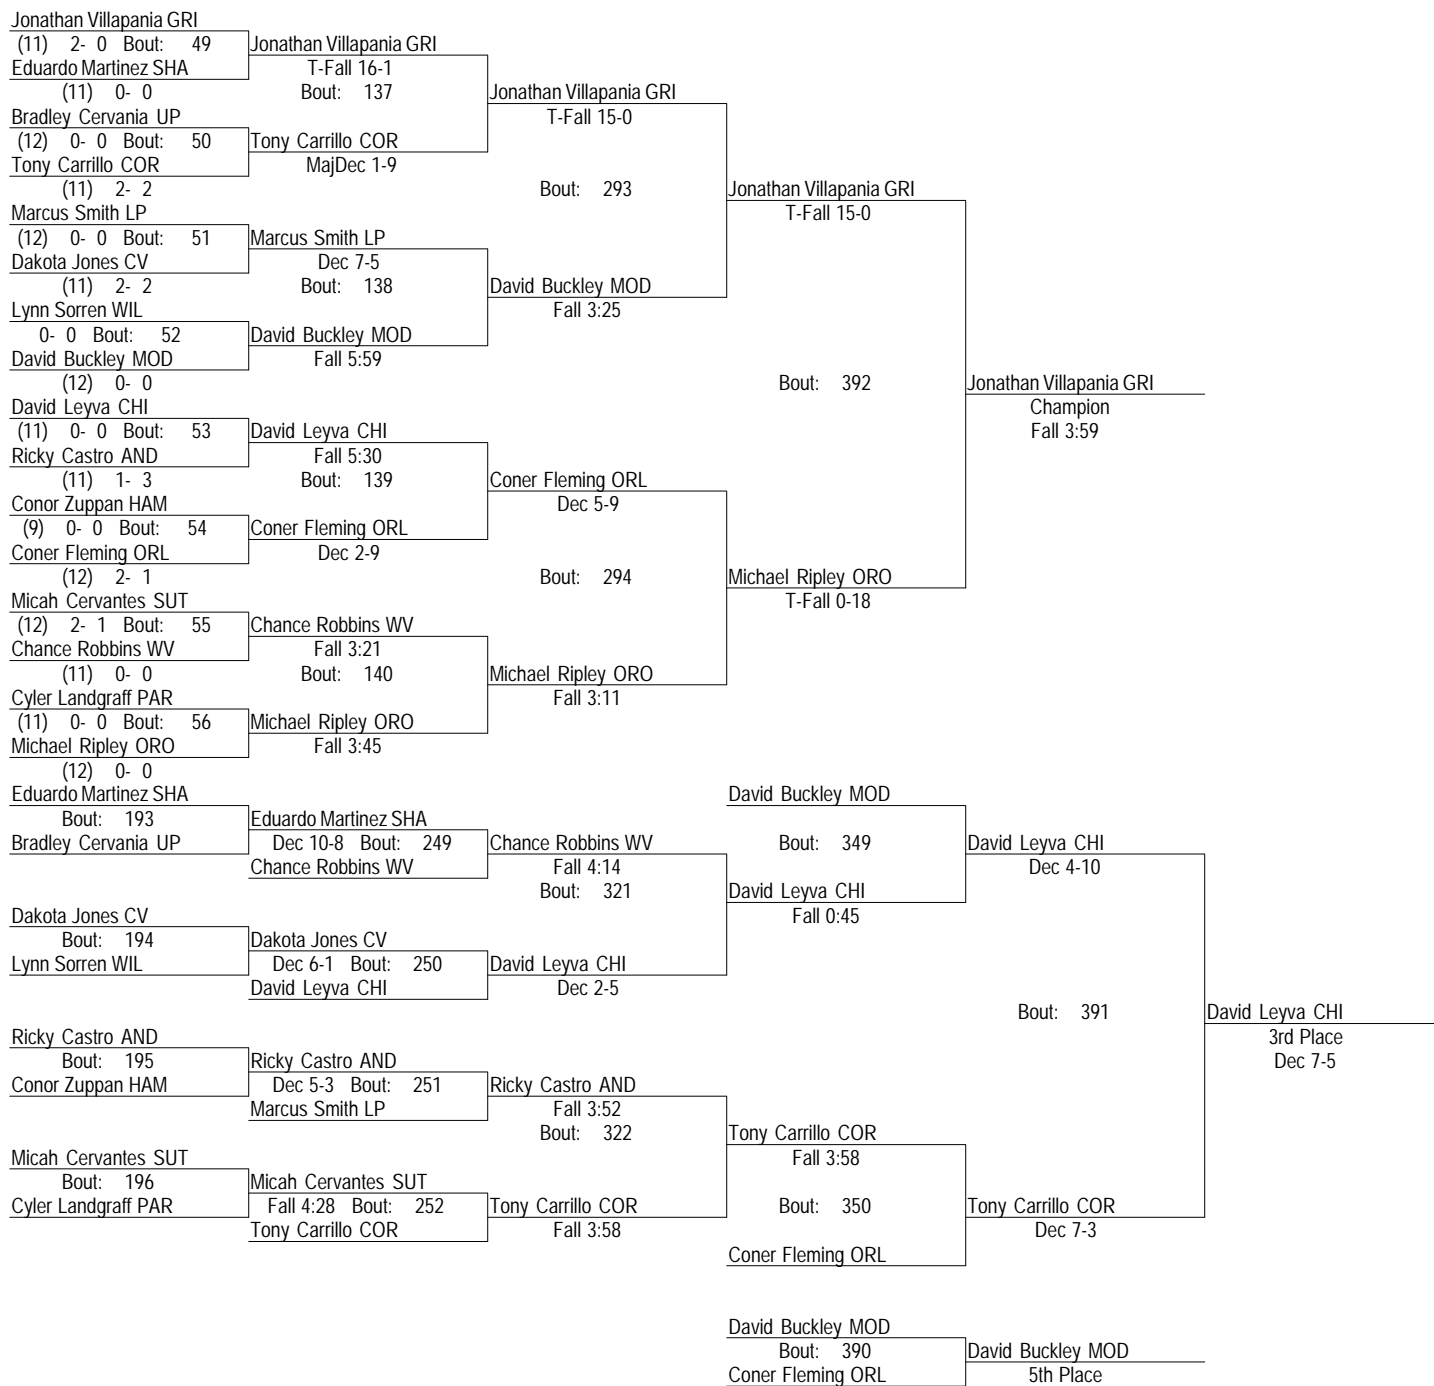 Jonathan Villapania GRI
(11) 2- 0 Bout: 49
Jonathan Villapania GRI
Eduardo Martinez SHA
T-Fall 16-1
(11) 0- 0
Bout: 137
Jonathan Villapania GRI
Bradley Cervania UP
T-Fall 15-0
(12) 0- 0 Bout: 50
Tony Carrillo COR
Tony Carrillo COR
MajDec 1-9
(11) 2- 2
Bout: 293
Jonathan Villapania GRI
Marcus Smith LP
T-Fall 15-0
(12) 0- 0 Bout: 51
Marcus Smith LP
Dakota Jones CV
Dec 7-5
(11) 2- 2
Bout: 138
David Buckley MOD
Lynn Sorren WIL
Fall 3:25
0- 0 Bout: 52
David Buckley MOD
David Buckley MOD
Fall 5:59
(12) 0- 0
Bout: 392
Jonathan Villapania GRI
David Leyva CHI
Champion
(11) 0- 0 Bout: 53
David Leyva CHI
Fall 3:59
Ricky Castro AND
Fall 5:30
(11) 1- 3
Bout: 139
Coner Fleming ORL
Conor Zuppan HAM
Dec 5-9
(9) 0- 0 Bout: 54
Coner Fleming ORL
Coner Fleming ORL
Dec 2-9
(12) 2- 1
Bout: 294
Michael Ripley ORO
Micah Cervantes SUT
T-Fall 0-18
(12) 2- 1 Bout: 55
Chance Robbins WV
Chance Robbins WV
Fall 3:21
(11) 0- 0
Bout: 140
Michael Ripley ORO
Cyler Landgraff PAR
Fall 3:11
(11) 0- 0 Bout: 56
Michael Ripley ORO
Michael Ripley ORO
Fall 3:45
(12) 0- 0
Eduardo Martinez SHA
David Buckley MOD
Bout: 193
Eduardo Martinez SHA
Bradley Cervania UP
Dec 10-8 Bout: 249
Chance Robbins WV
Bout: 349
David Leyva CHI
Chance Robbins WV
Fall 4:14
Dec 4-10
Bout: 321
David Leyva CHI
Dakota Jones CV
Fall 0:45
Bout: 194
Dakota Jones CV
Lynn Sorren WIL
Dec 6-1 Bout: 250
David Leyva CHI
David Leyva CHI
Dec 2-5
Bout: 391
David Leyva CHI
Ricky Castro AND
3rd Place
Bout: 195
Ricky Castro AND
Dec 7-5
Conor Zuppan HAM
Dec 5-3 Bout: 251
Ricky Castro AND
Marcus Smith LP
Fall 3:52
Bout: 322
Tony Carrillo COR
Micah Cervantes SUT
Fall 3:58
Bout: 196
Micah Cervantes SUT
Cyler Landgraff PAR
Fall 4:28 Bout: 252
Tony Carrillo COR
Bout: 350
Tony Carrillo COR
Tony Carrillo COR
Fall 3:58
Dec 7-3
Coner Fleming ORL
David Buckley MOD
Bout: 390
David Buckley MOD
Coner Fleming ORL
5th Place